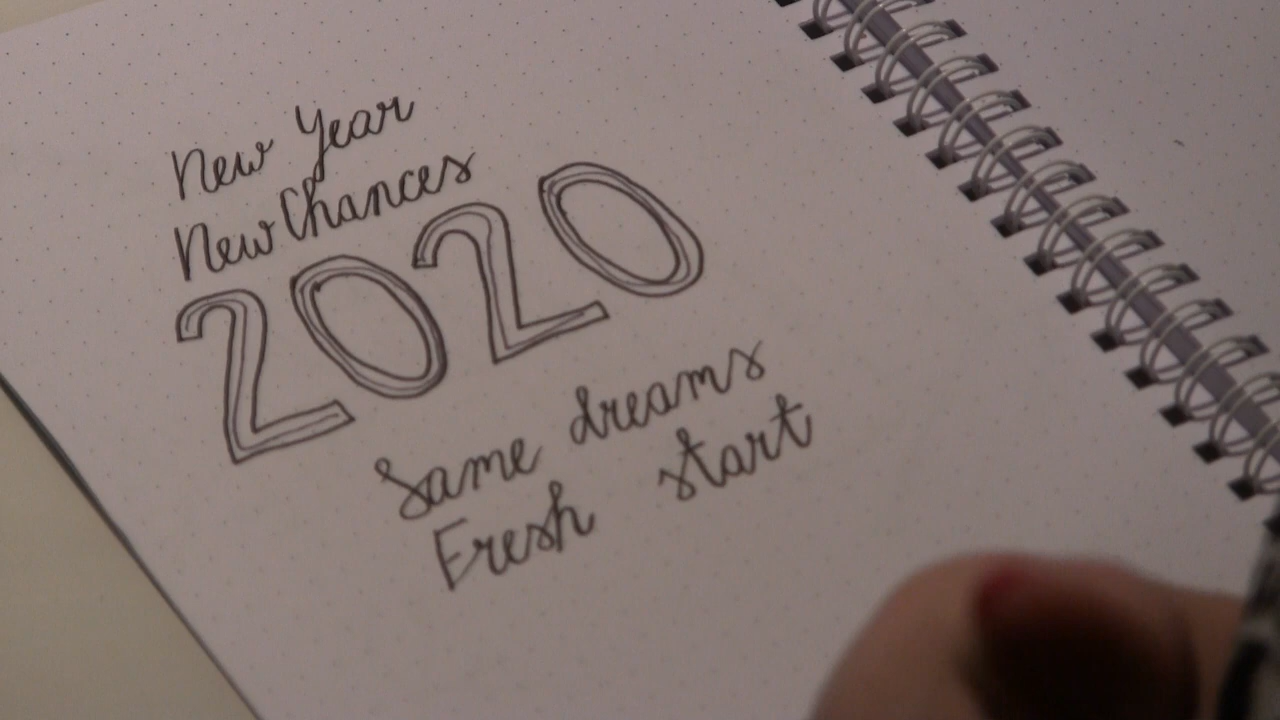 New Year
New Chances
2020
Same dreams
Fresh start